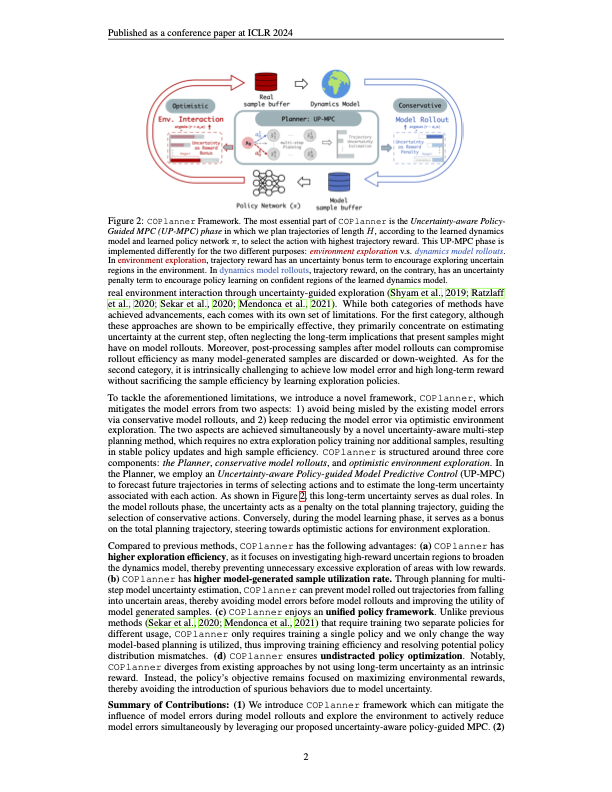 Published as a conference paper at ICLR 2024
Real
sample buffer
Dynamics Model
Optimistic
Conservative
Env. Interaction
Planner: UP-MPC
Model Rollout
Uncertainty
as Reward
Bonus
multi-step
Planning
Trajectory
Uncertainty
Estimation
Uncertainty
as Reward
Penalty
Policy Network (π)
Model
sample buffer
Figure 2: COPlanner Framework. The most essential part of COPlanner is the Uncertainty-aware Policy-
Guided MPC (UP-MPC) phase in which we plan trajectories of length H, according to the learned dynamics
model and learned policy network π, to select the action with highest trajectory reward. This UP-MPC phase is
implemented differently for the two different purposes: environment exploration v.s. dynamics model rollouts.
In environment exploration, trajectory reward has an uncertainty bonus term to encourage exploring uncertain
regions in the environment. In dynamics model rollouts, trajectory reward, on the contrary, has an uncertainty
penalty term to encourage policy learning on confident regions of the learned dynamics model.
real environment interaction through uncertainty-guided exploration (Shyam et al., 2019; Ratzlaff
et al., 2020; Sekar et al., 2020; Mendonca et al., 2021). While both categories of methods have
achieved advancements, each comes with its own set of limitations. For the first category, although
these approaches are shown to be empirically effective, they primarily concentrate on estimating
uncertainty at the current step, often neglecting the long-term implications that present samples might
have on model rollouts. Moreover, post-processing samples after model rollouts can compromise
rollout efficiency as many model-generated samples are discarded or down-weighted. As for the
second category, it is intrinsically challenging to achieve low model error and high long-term reward
without sacrificing the sample efficiency by learning exploration policies.
To tackle the aforementioned limitations, we introduce a novel framework, COPlanner, which
mitigates the model errors from two aspects: 1) avoid being misled by the existing model errors
via conservative model rollouts, and 2) keep reducing the model error via optimistic environment
exploration. The two aspects are achieved simultaneously by a novel uncertainty-aware multi-step
planning method, which requires no extra exploration policy training nor additional samples, resulting
in stable policy updates and high sample efficiency. COPlanner is structured around three core
components: the Planner, conservative model rollouts, and optimistic environment exploration. In
the Planner, we employ an Uncertainty-aware Policy-guided Model Predictive Control (UP-MPC)
to forecast future trajectories in terms of selecting actions and to estimate the long-term uncertainty
associated with each action. As shown in Figure 2, this long-term uncertainty serves as dual roles. In
the model rollouts phase, the uncertainty acts as a penalty on the total planning trajectory, guiding the
selection of conservative actions. Conversely, during the model learning phase, it serves as a bonus
on the total planning trajectory, steering towards optimistic actions for environment exploration.
Compared to previous methods, COPlanner has the following advantages: (a) COPlanner has
higher exploration efficiency, as it focuses on investigating high-reward uncertain regions to broaden
the dynamics model, thereby preventing unnecessary excessive exploration of areas with low rewards.
(b) COPlanner has higher model-generated sample utilization rate. Through planning for multi-
step model uncertainty estimation, COPlanner can prevent model rolled out trajectories from falling
into uncertain areas, thereby avoiding model errors before model rollouts and improving the utility of
model generated samples. (c) COPlanner enjoys an unified policy framework. Unlike previous
methods (Sekar et al., 2020; Mendonca et al., 2021) that require training two separate policies for
different usage, COPlanner only requires training a single policy and we only change the way
model-based planning is utilized, thus improving training efficiency and resolving potential policy
distribution mismatches. (d) COPlanner ensures undistracted policy optimization. Notably,
COPlanner diverges from existing approaches by not using long-term uncertainty as an intrinsic
reward. Instead, the policy's objective remains focused on maximizing environmental rewards,
thereby avoiding the introduction of spurious behaviors due to model uncertainty.
Summary of Contributions: (1) We introduce COPlanner framework which can mitigate the
influence of model errors during model rollouts and explore the environment to actively reduce
model errors simultaneously by leveraging our proposed uncertainty-aware policy-guided MPC. (2)
2